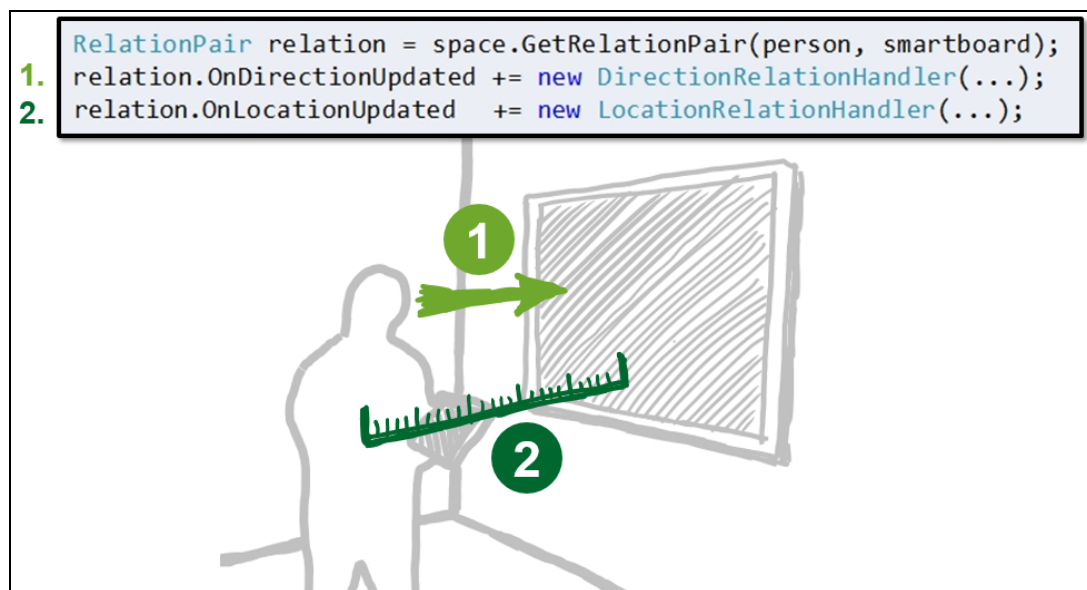 RelationPair relation = space.GetRelationPair(person, smartboard);
1. relation.OnDirectionUpdated += new DirectionRelationHandler(...);
2. relation.OnLocationUpdated += new LocationRelationHandler(...);
1
2